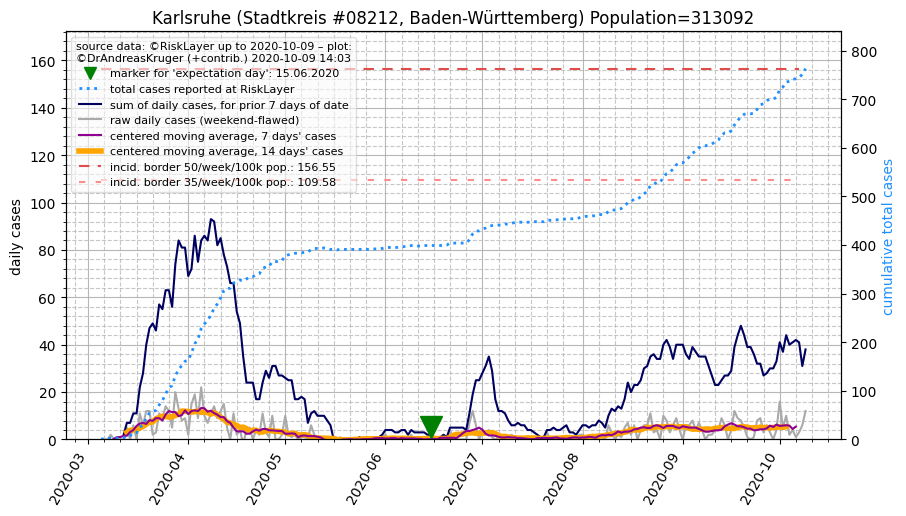 Karlsruhe (Stadtkreis #08212, Baden-Württemberg) Population=313092
source data: ©RiskLayer up to 2020-10-09 – plot:
©DrAndreasKruger (+contrib.) 2020-10-09 14:03
marker for 'expectation day': 15.06.2020
total cases reported at RiskLayer
sum of daily cases, for prior 7 days of date
raw daily cases (weekend-flawed)
centered moving average, 7 days' cases
centered moving average, 14 days' cases
incid. border 50/week/100k pop.: 156.55
incid. border 35/week/100k pop.: 109.58
daily cases
160
140
120
100
80
60
40
20
0
cumulative total cases
800
700
600
500
400
300
200
100
0
2020-03
2020-04
2020-05
2020-06
2020-07
2020-08
2020-09
2020-10